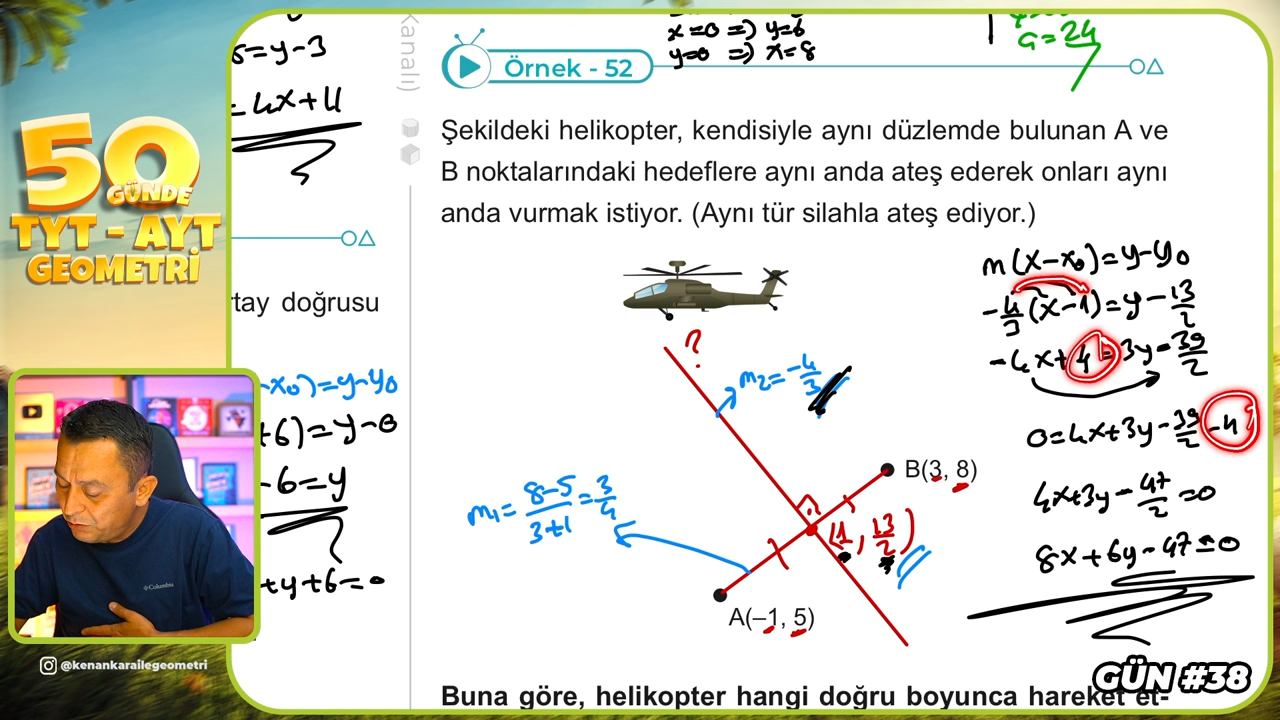 50
GÜNDE
TYT - AYT
GEOMETRİ
=y-3
=4x+11
rtay doğrusu
-x₀)=y-y₀
+6)=y-0
-6=y
+y+6=0
@kenankarailegeometri
Kanalı)
x=0 => y=6
y=0 => x=8
a=24
Örnek - 52
Şekildeki helikopter, kendisiyle aynı düzlemde bulunan A ve
B noktalarındaki hedeflere aynı anda ateş ederek onları aynı
anda vurmak istiyor. (Aynı tür silahla ateş ediyor.)
?
m₂=-4/3
B(3, 8)
m₁=(8-5)/(3+1)=3/4
(1, 13/2)
A(–1, 5)
m(x-x₀)=y-y₀
-4/3(x-1)=y-13/2
-4x+4=3y-39/2
0=4x+3y-39/2-4
4x+3y-47/2=0
8x+6y-47=0
Buna göre, helikopter hangi doğru boyunca hareket et-
GÜN #38
Columbia